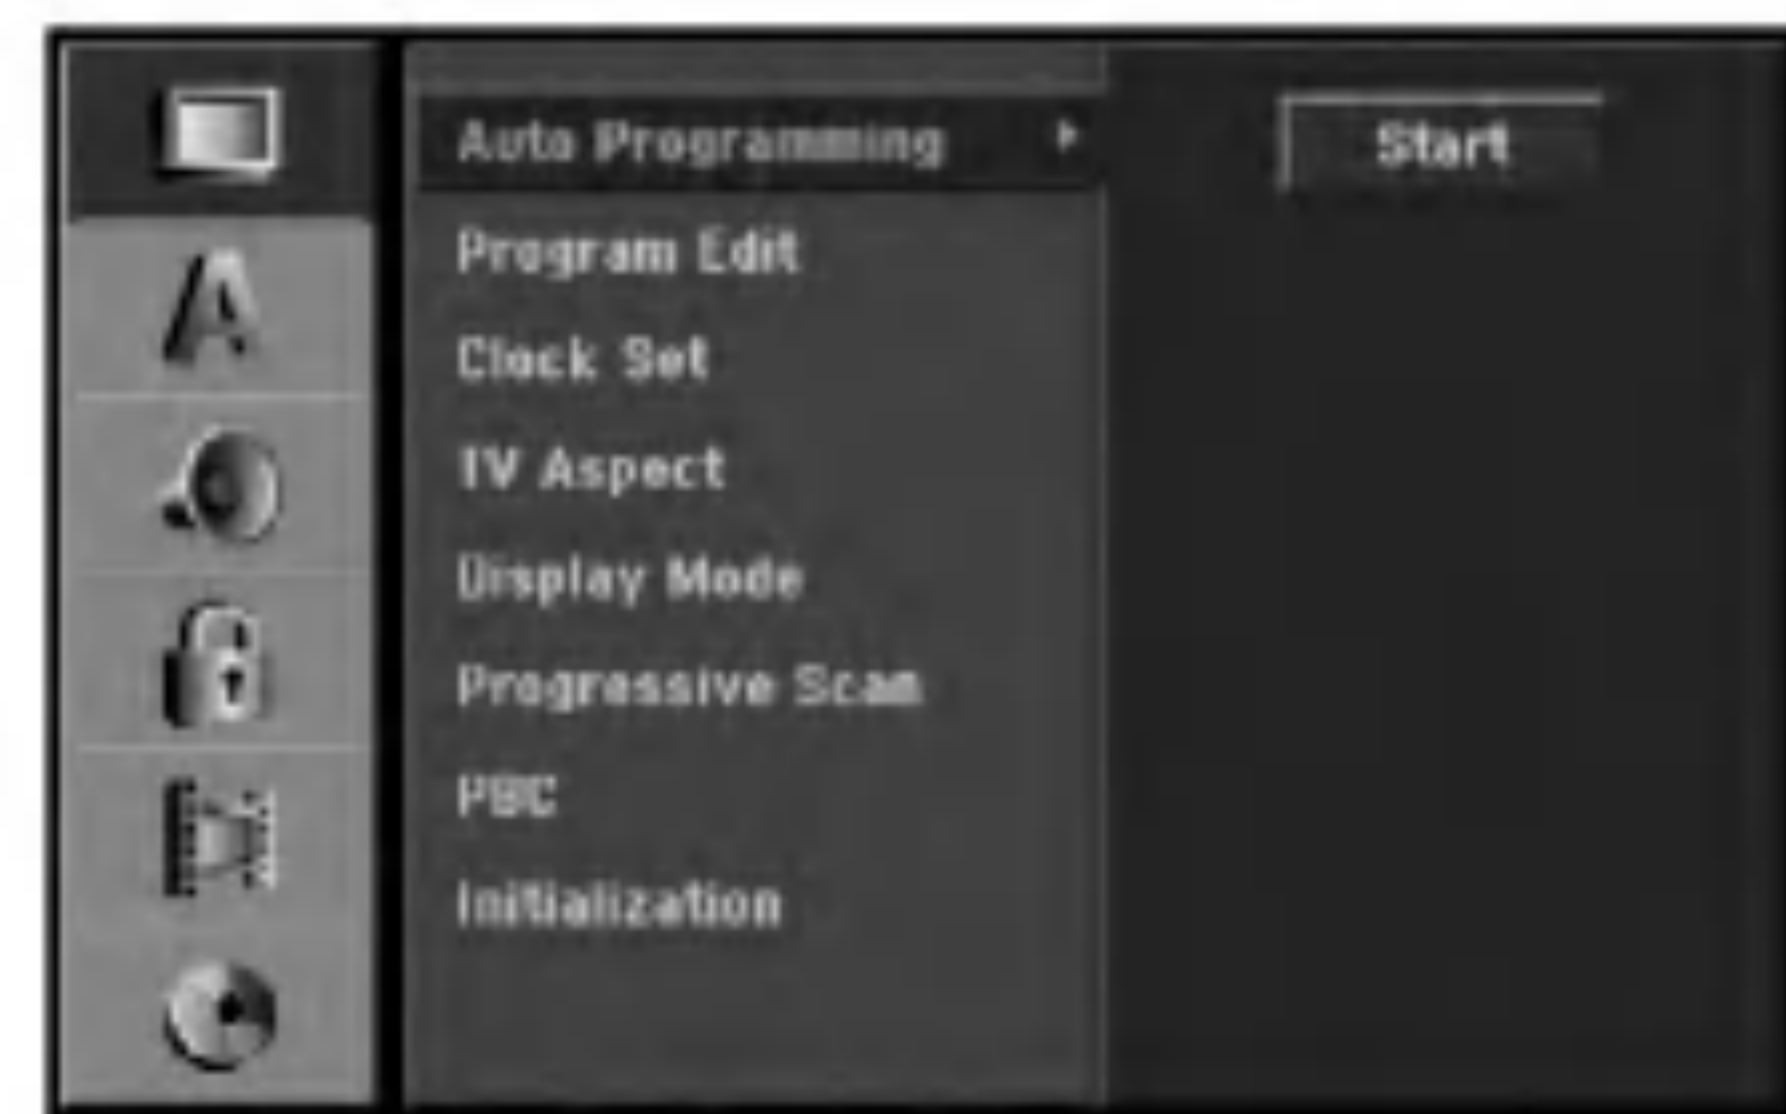 Auto Programming
Start
Program Edit
Clock Set
TV Aspect
Display Mode
Progressive Scan
PBC
Initialization